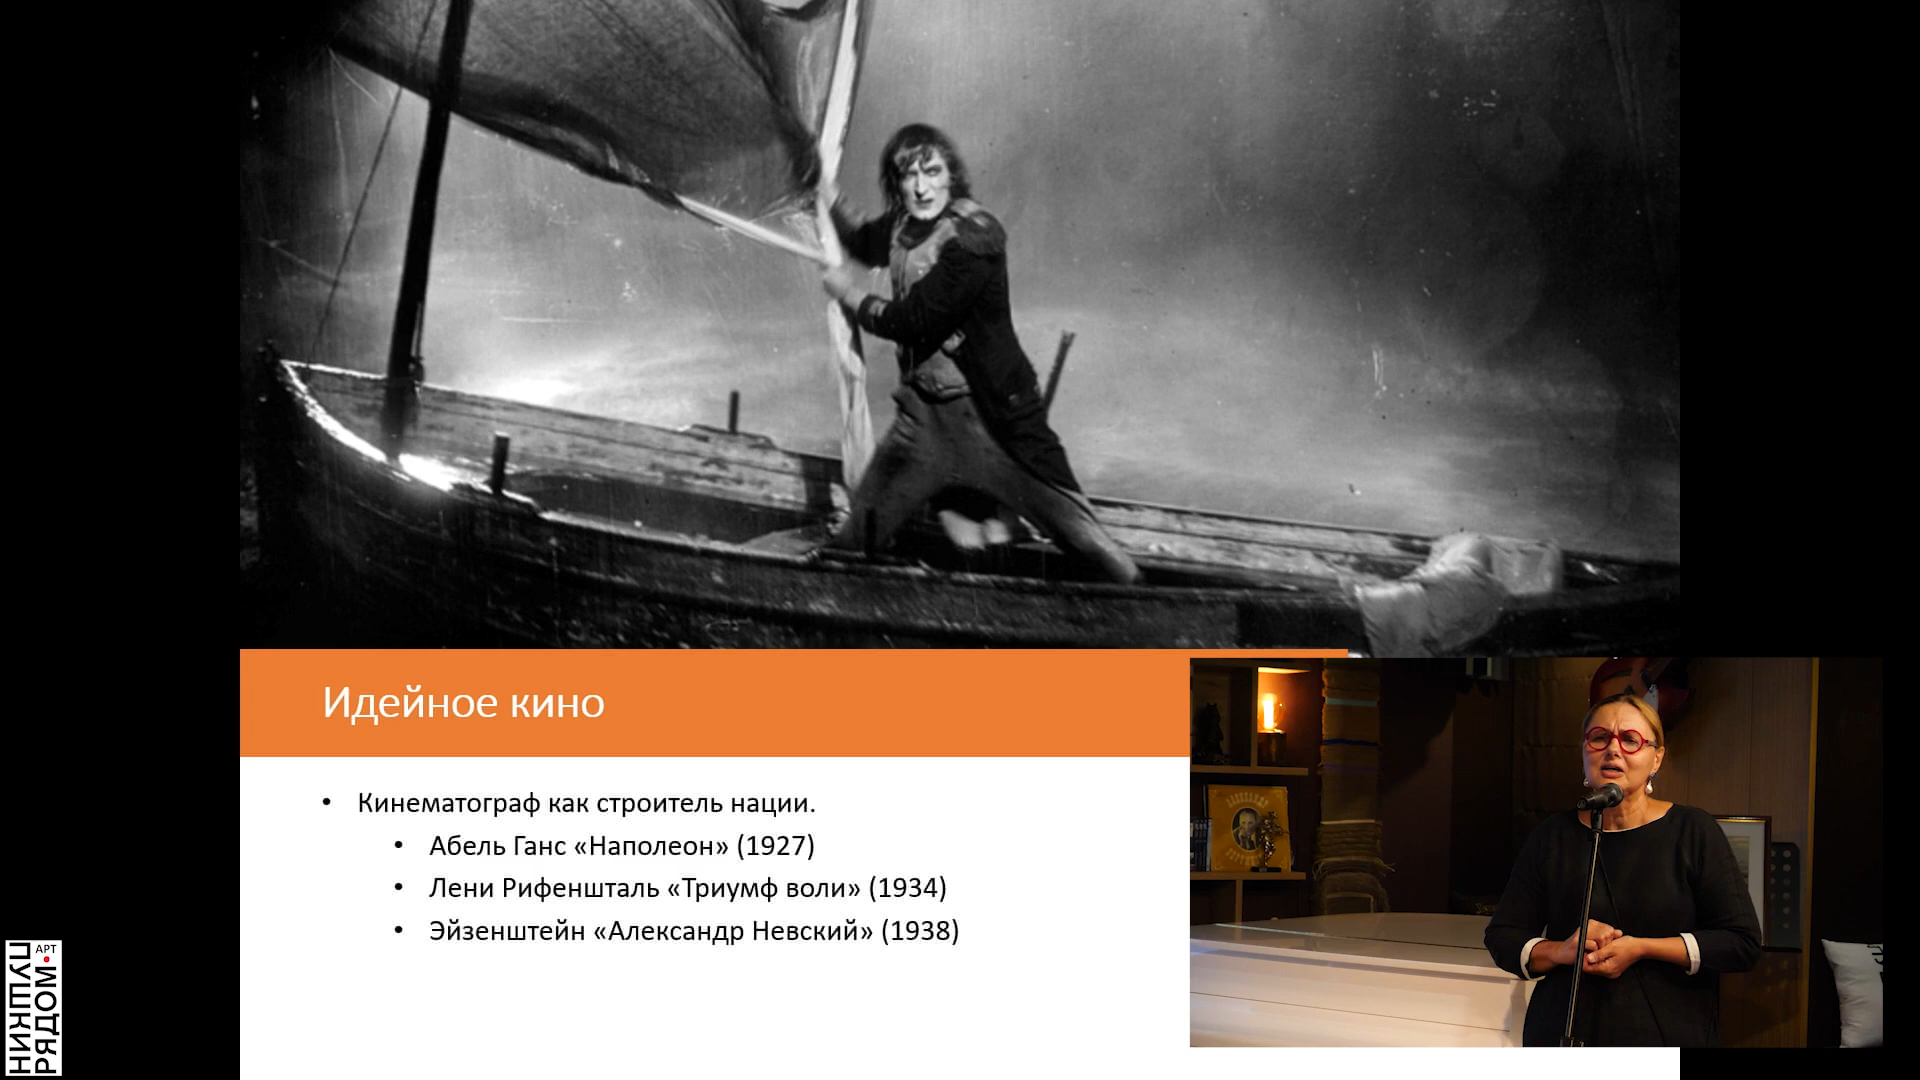 Идейное кино
• Кинематограф как строитель нации.
• Абель Ганс «Наполеон» (1927)
• Лени Рифеншталь «Триумф воли» (1934)
• Эйзенштейн «Александр Невский» (1938)
ПУШКИН
РЯДОМ•АРТ
АЛЕКСАНДР